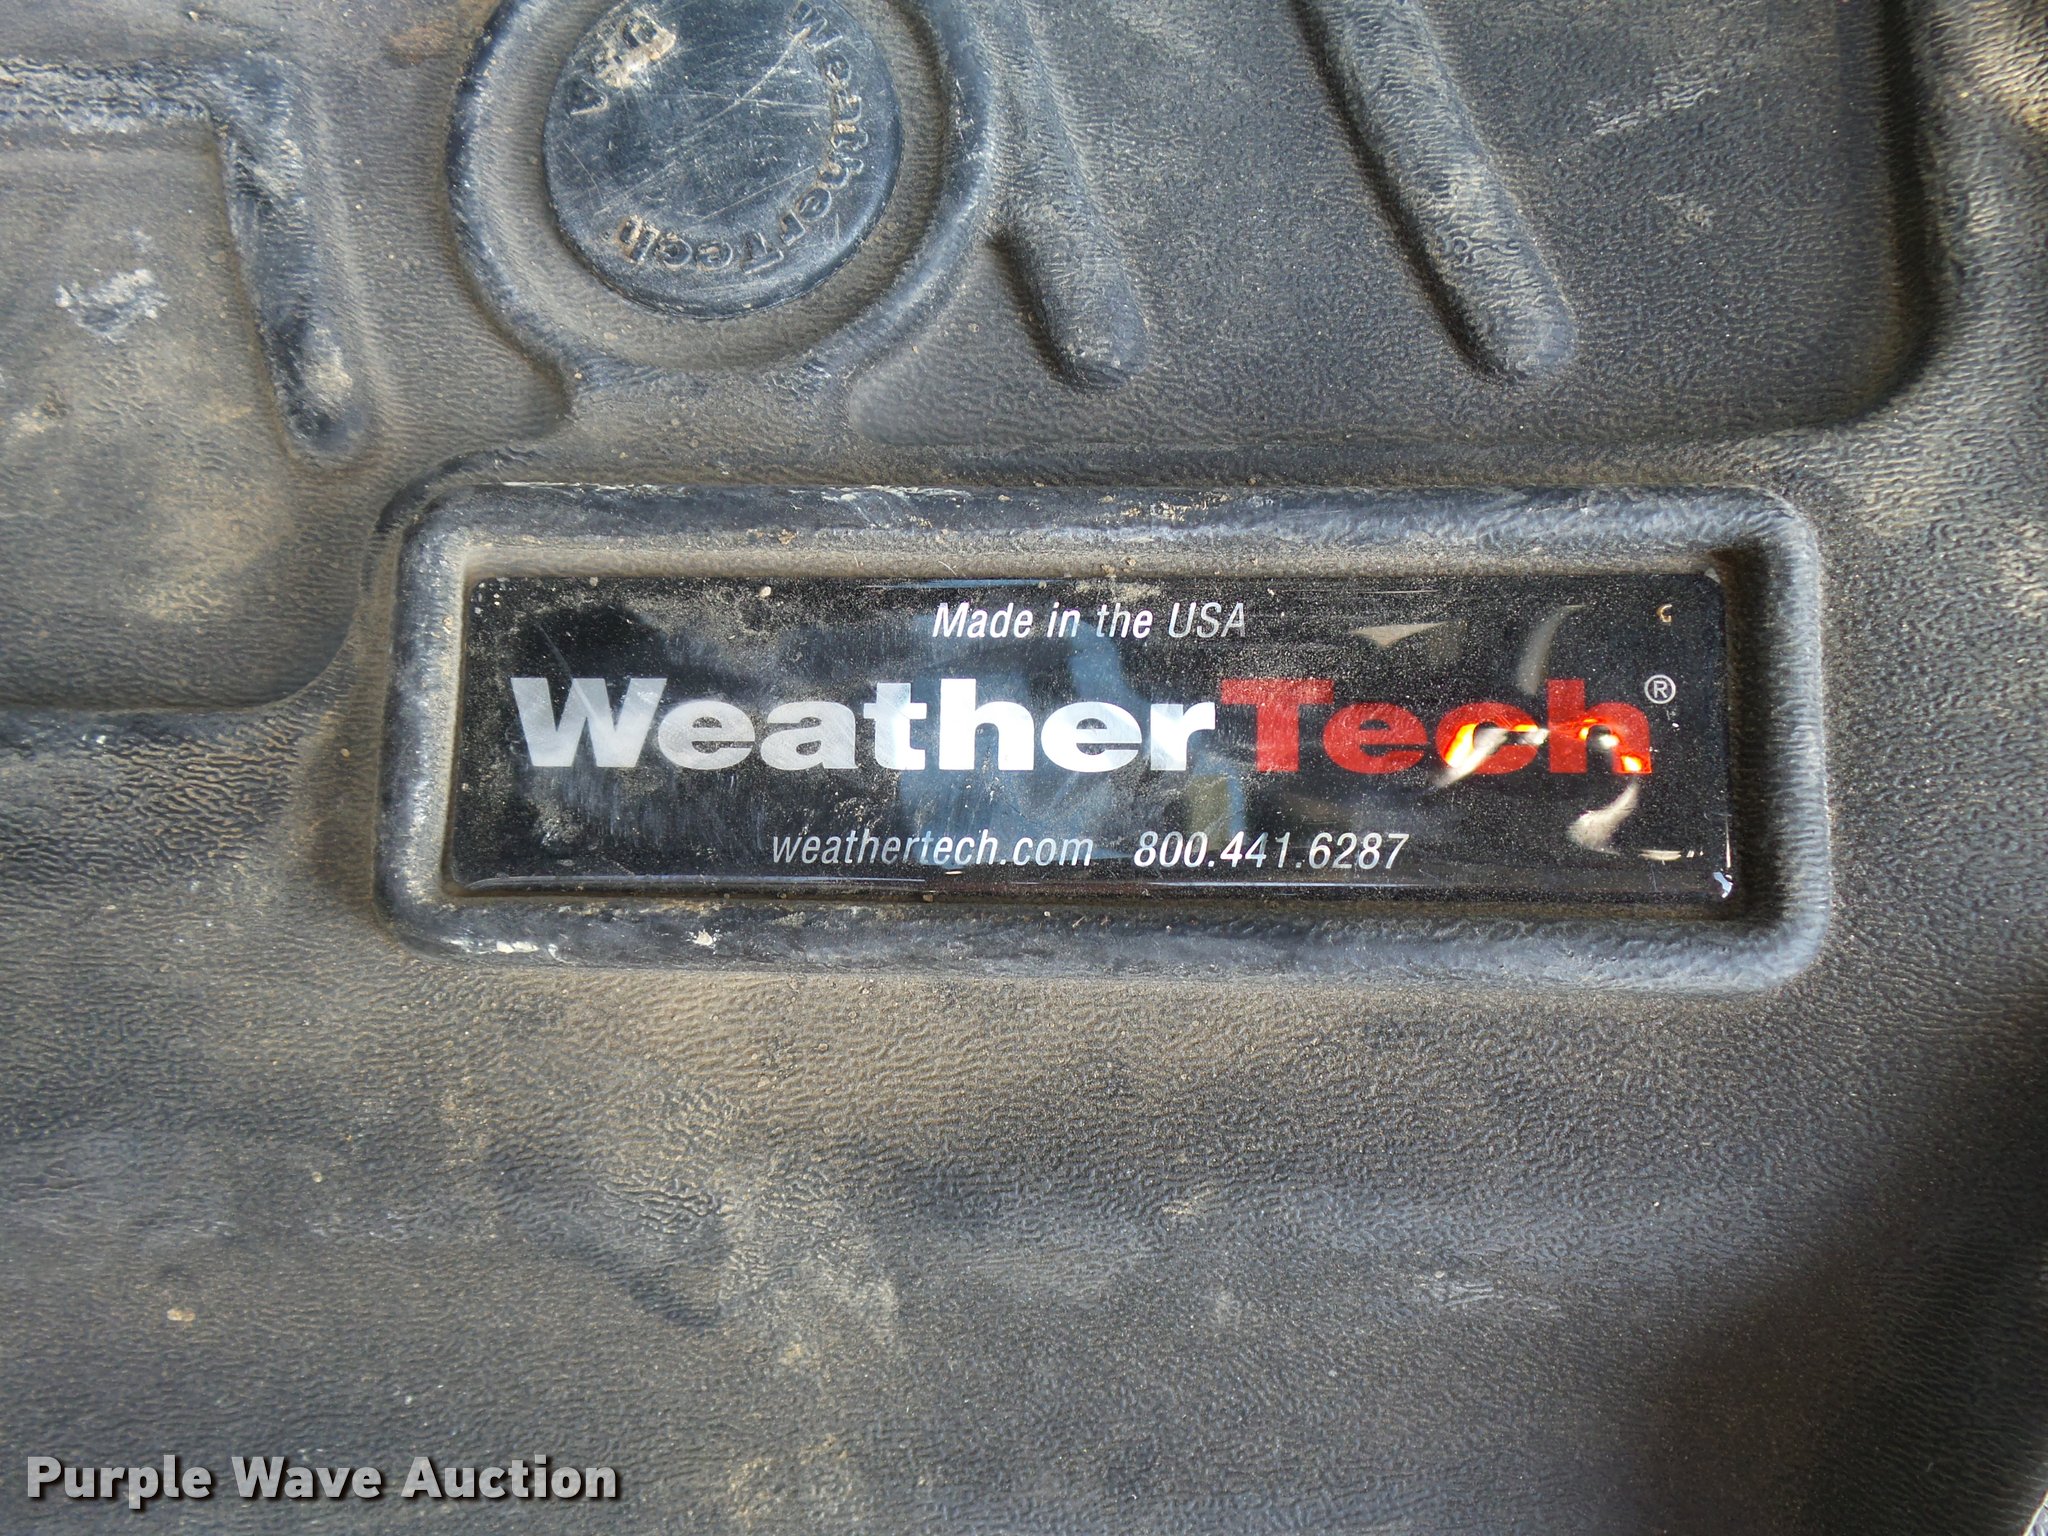 WeatherTech
Made in the USA
WeatherTech®
weathertech.com 800.441.6287
Purple Wave Auction